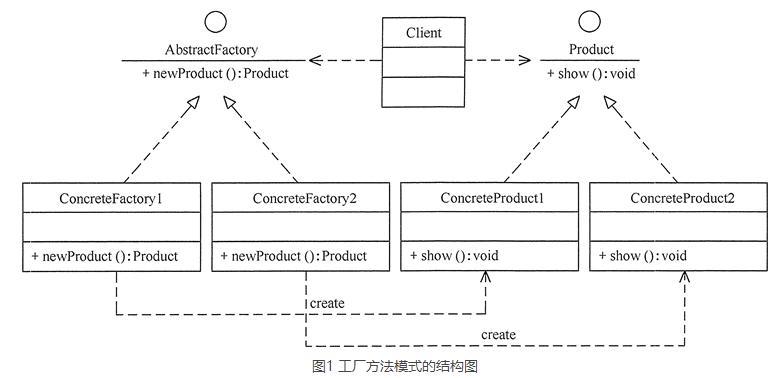 AbstractFactory
+ newProduct():Product
Client
Product
+ show():void
ConcreteFactory1
+ newProduct():Product
ConcreteFactory2
+ newProduct():Product
ConcreteProduct1
+ show():void
ConcreteProduct2
+ show():void
create
create
图1 工厂方法模式的结构图